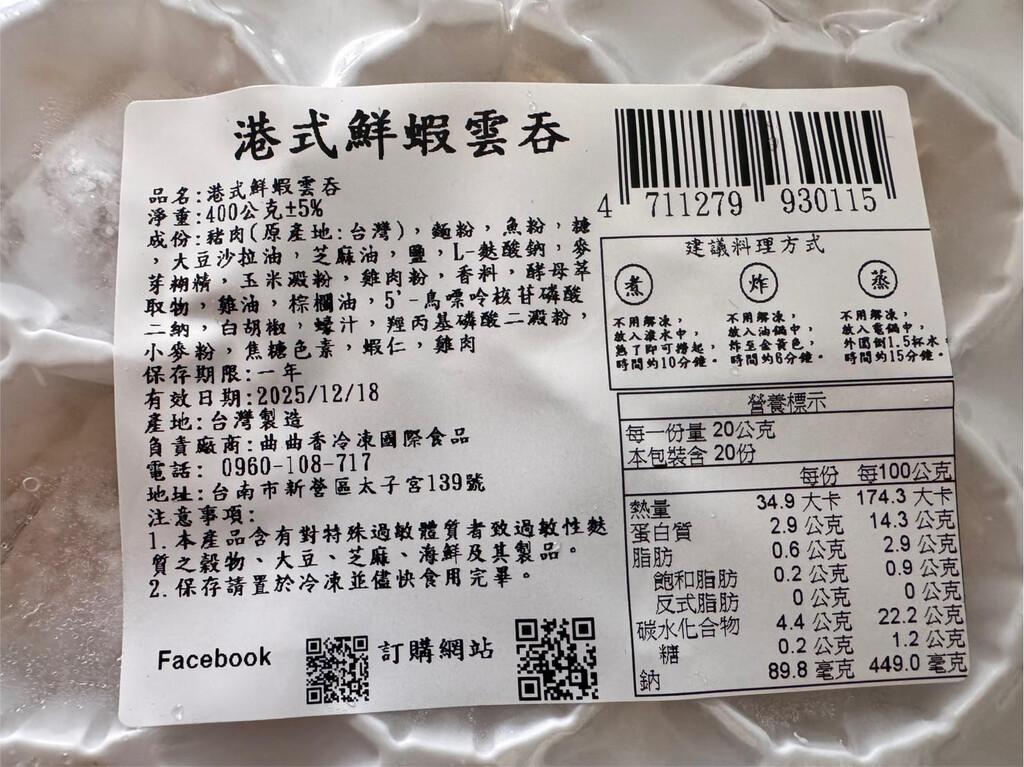 港式鮮蝦雲吞
品名:港式鮮蝦雲吞
淨重:400公克±5%
成份:豬肉(原產地:台灣),麵粉,魚粉,糖
,大豆沙拉油,芝麻油,鹽,L-麩酸鈉,麥
芽糊精,玉米澱粉,雞肉粉,香料,酵母萃
取物,雞油,棕櫚油,5'-鳥嘌呤核苷磷酸
二納,白胡椒,蠔汁,羥丙基磷酸二澱粉,
小麥粉,焦糖色素,蝦仁,雞肉
保存期限:一年
有效日期:2025/12/18
產地:台灣製造
負責廠商:曲曲香冷凍國際食品
電話: 0960-108-717
地址:台南市新營區太子宮139號
注意事項:
1.本產品含有對特殊過敏體質者致過敏性麩
質之穀物、大豆、芝麻、海鮮及其製品。
2.保存請置於冷凍並儘快食用完畢。
Facebook
訂購網站
4 711279 930115
建議料理方式
煮 炸 蒸
不用解凍, 不用解凍, 不用解凍,
放入滾水中, 放入油鍋中, 放入電鍋中,
熟了即可撈起, 炸至金黃色, 外圍倒1.5杯水
時間約10分鐘。 時間約6分鐘。 時間約15分鐘。
營養標示
每一份量 20公克
本包裝含 20份
每份 每100公克
熱量 34.9 大卡 174.3 大卡
蛋白質 2.9 公克 14.3 公克
脂肪 0.6 公克 2.9 公克
飽和脂肪 0.2 公克 0.9 公克
反式脂肪 0 公克 0 公克
碳水化合物 4.4 公克 22.2 公克
糖 0.2 公克 1.2 公克
鈉 89.8 毫克 449.0 毫克